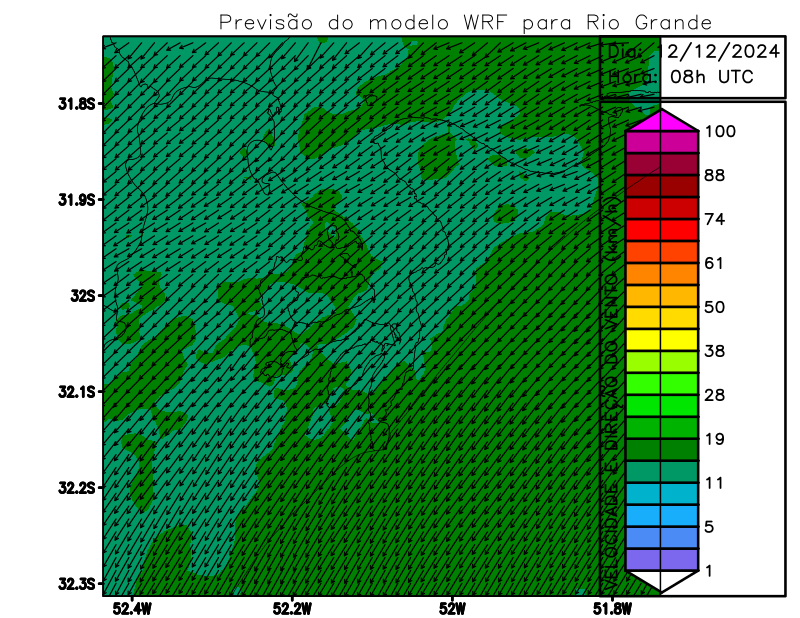 Previsão do modelo WRF para Rio Grande
Dia: 12/12/2024
Hora: 08h UTC
31.8S
31.9S
32S
32.1S
32.2S
32.3S
52.4W
52.2W
52W
51.8W
VELOCIDADE E DIREÇÃO DO VENTO (km/h)
100
88
74
61
50
38
28
19
11
5
1